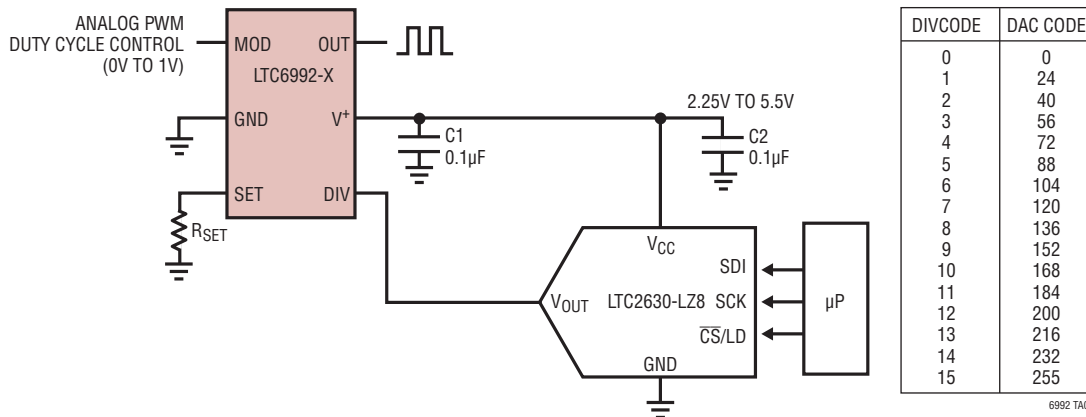 ANALOG PWM
DUTY CYCLE CONTROL
(0V TO 1V)
MOD
OUT
LTC6992-X
GND
V+
SET
DIV
RSET
C1
0.1µF
2.25V TO 5.5V
C2
0.1µF
VCC
SDI
VOUT
LTC2630-LZ8
SCK
CS/LD
GND
µP
DIVCODE DAC CODE
0 0
1 24
2 40
3 56
4 72
5 88
6 104
7 120
8 136
9 152
10 168
11 184
12 200
13 216
14 232
15 255
6992 TA0